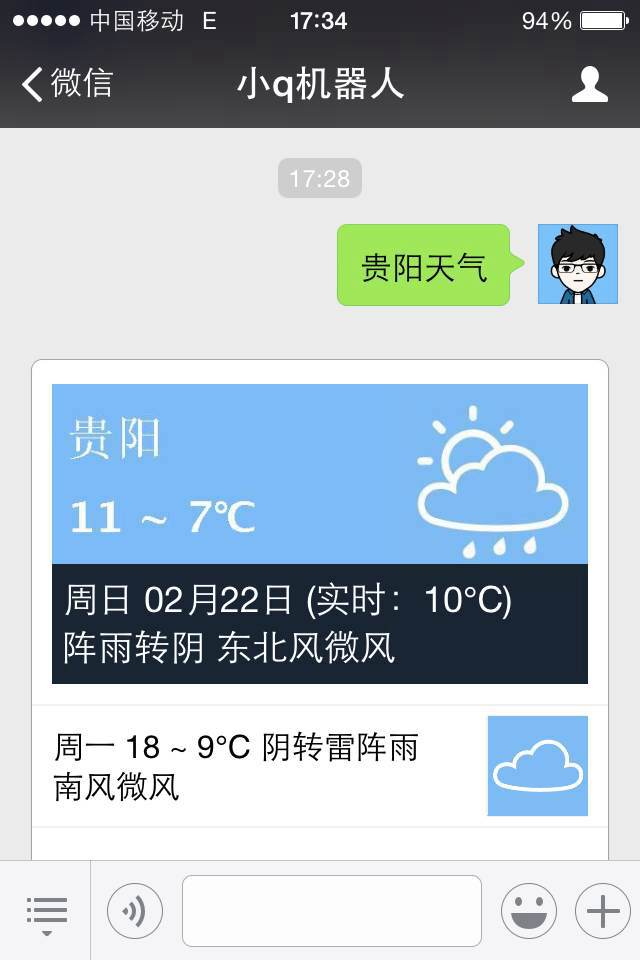 中国移动 E 17:34 94%
微信 小q机器人
17:28
贵阳天气
贵阳
11 ~ 7℃
周日 02月22日 (实时：10°C)
阵雨转阴 东北风微风
周一 18 ~ 9°C 阴转雷阵雨
南风微风